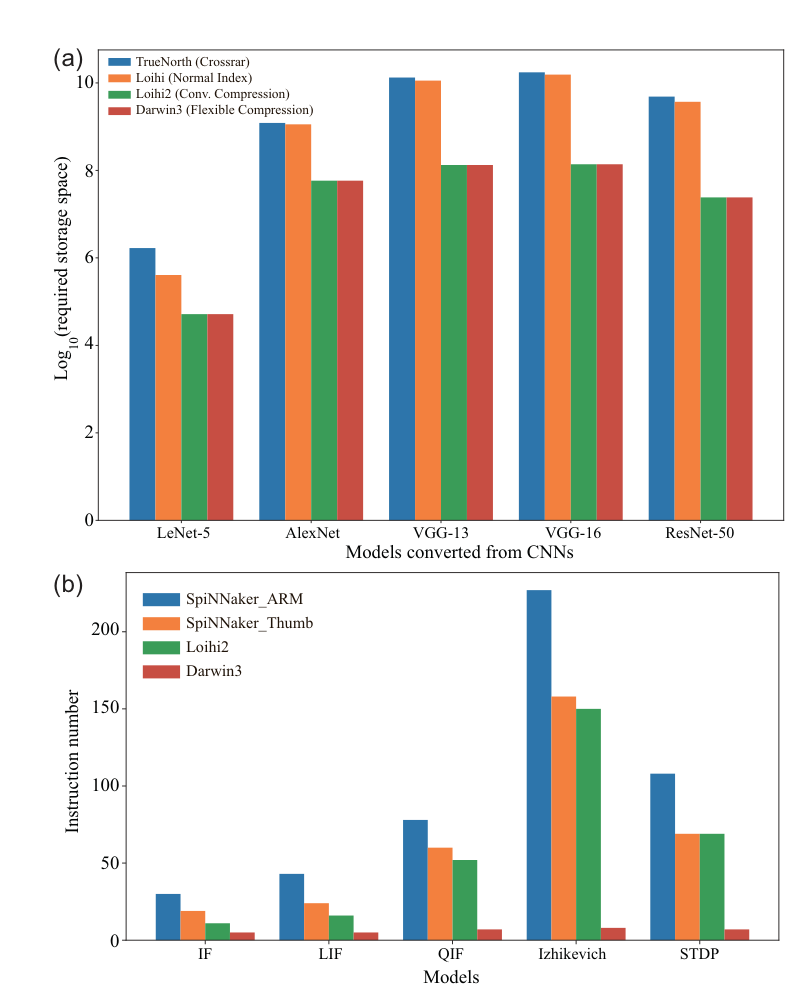 (a)
TrueNorth (Crossrar)
Loihi (Normal Index)
Loihi2 (Conv. Compression)
Darwin3 (Flexible Compression)
Log10(required storage space)
10
8
6
4
2
0
LeNet-5 AlexNet VGG-13 VGG-16 ResNet-50
Models converted from CNNs
(b)
SpiNNaker_ARM
SpiNNaker_Thumb
Loihi2
Darwin3
Instruction number
200
150
100
50
0
IF LIF QIF Izhikevich STDP
Models